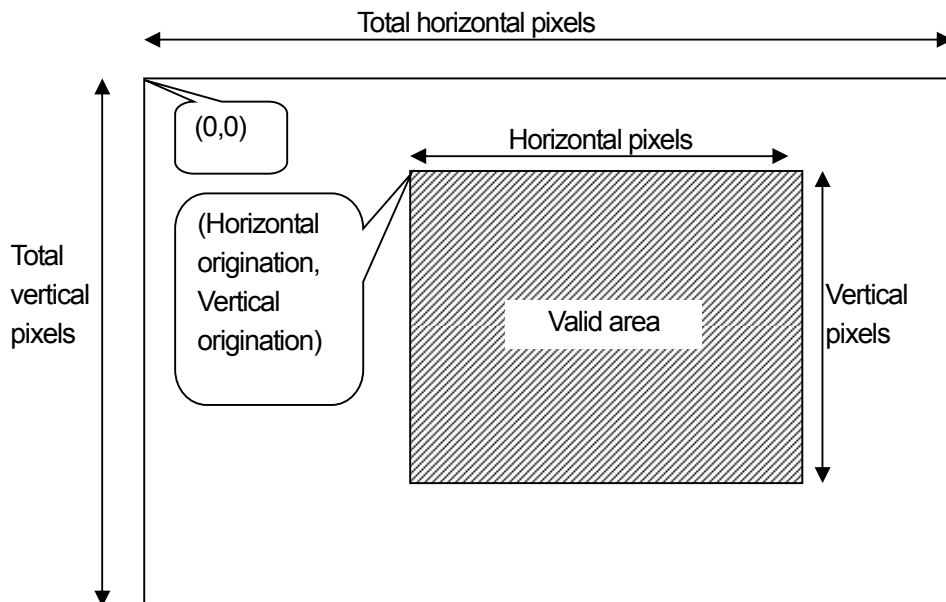 Total horizontal pixels
(0,0)
Horizontal pixels
(Horizontal
origination,
Vertical
origination)
Total
vertical
pixels
Valid area
Vertical
pixels